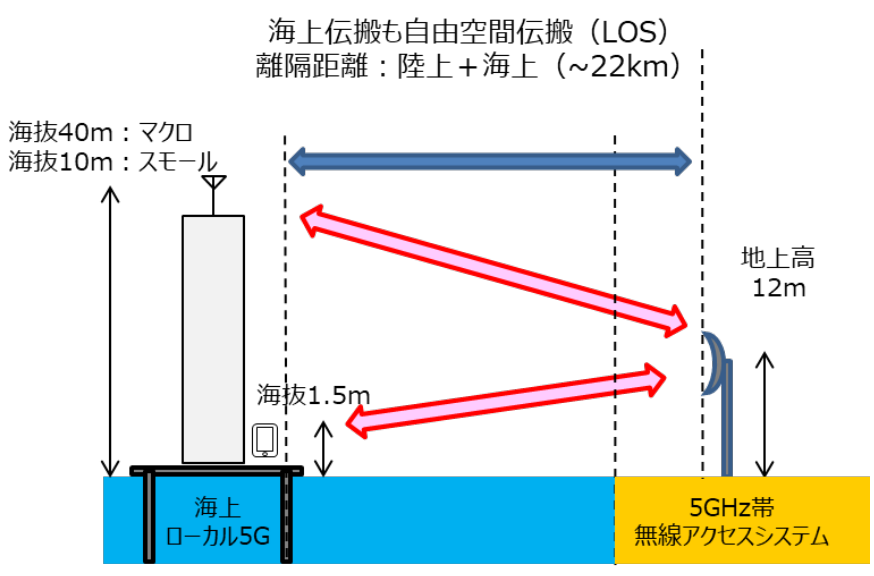 海上伝搬も自由空間伝搬（LOS）
離隔距離：陸上＋海上（~22km）
海抜40m：マクロ
海抜10m：スモール
地上高
12m
海抜1.5m
海上
ローカル5G
5GHz帯
無線アクセスシステム